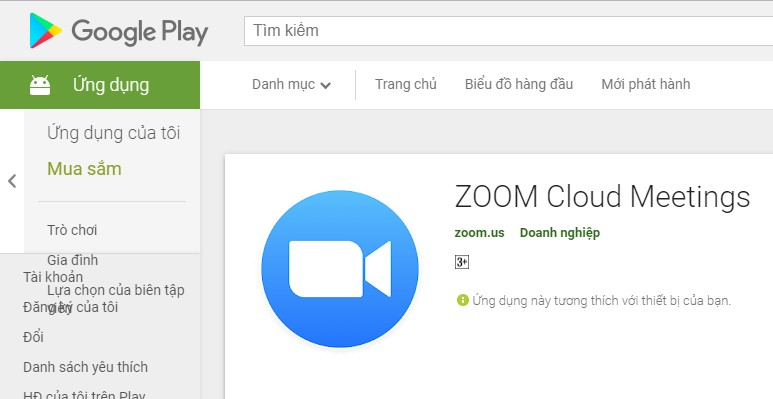 Google Play
Tìm kiếm
Ứng dụng
Danh mục
Trang chủ
Biểu đồ hàng đầu
Mới phát hành
Ứng dụng của tôi
Mua sắm
Trò chơi
Gia đình
Tài khoản
Lựa chọn của biên tập
viên
Đăng ký của tôi
Đổi
Danh sách yêu thích
HĐ của tôi trên Play
ZOOM Cloud Meetings
zoom.us Doanh nghiệp
3+
Ứng dụng này tương thích với thiết bị của bạn.